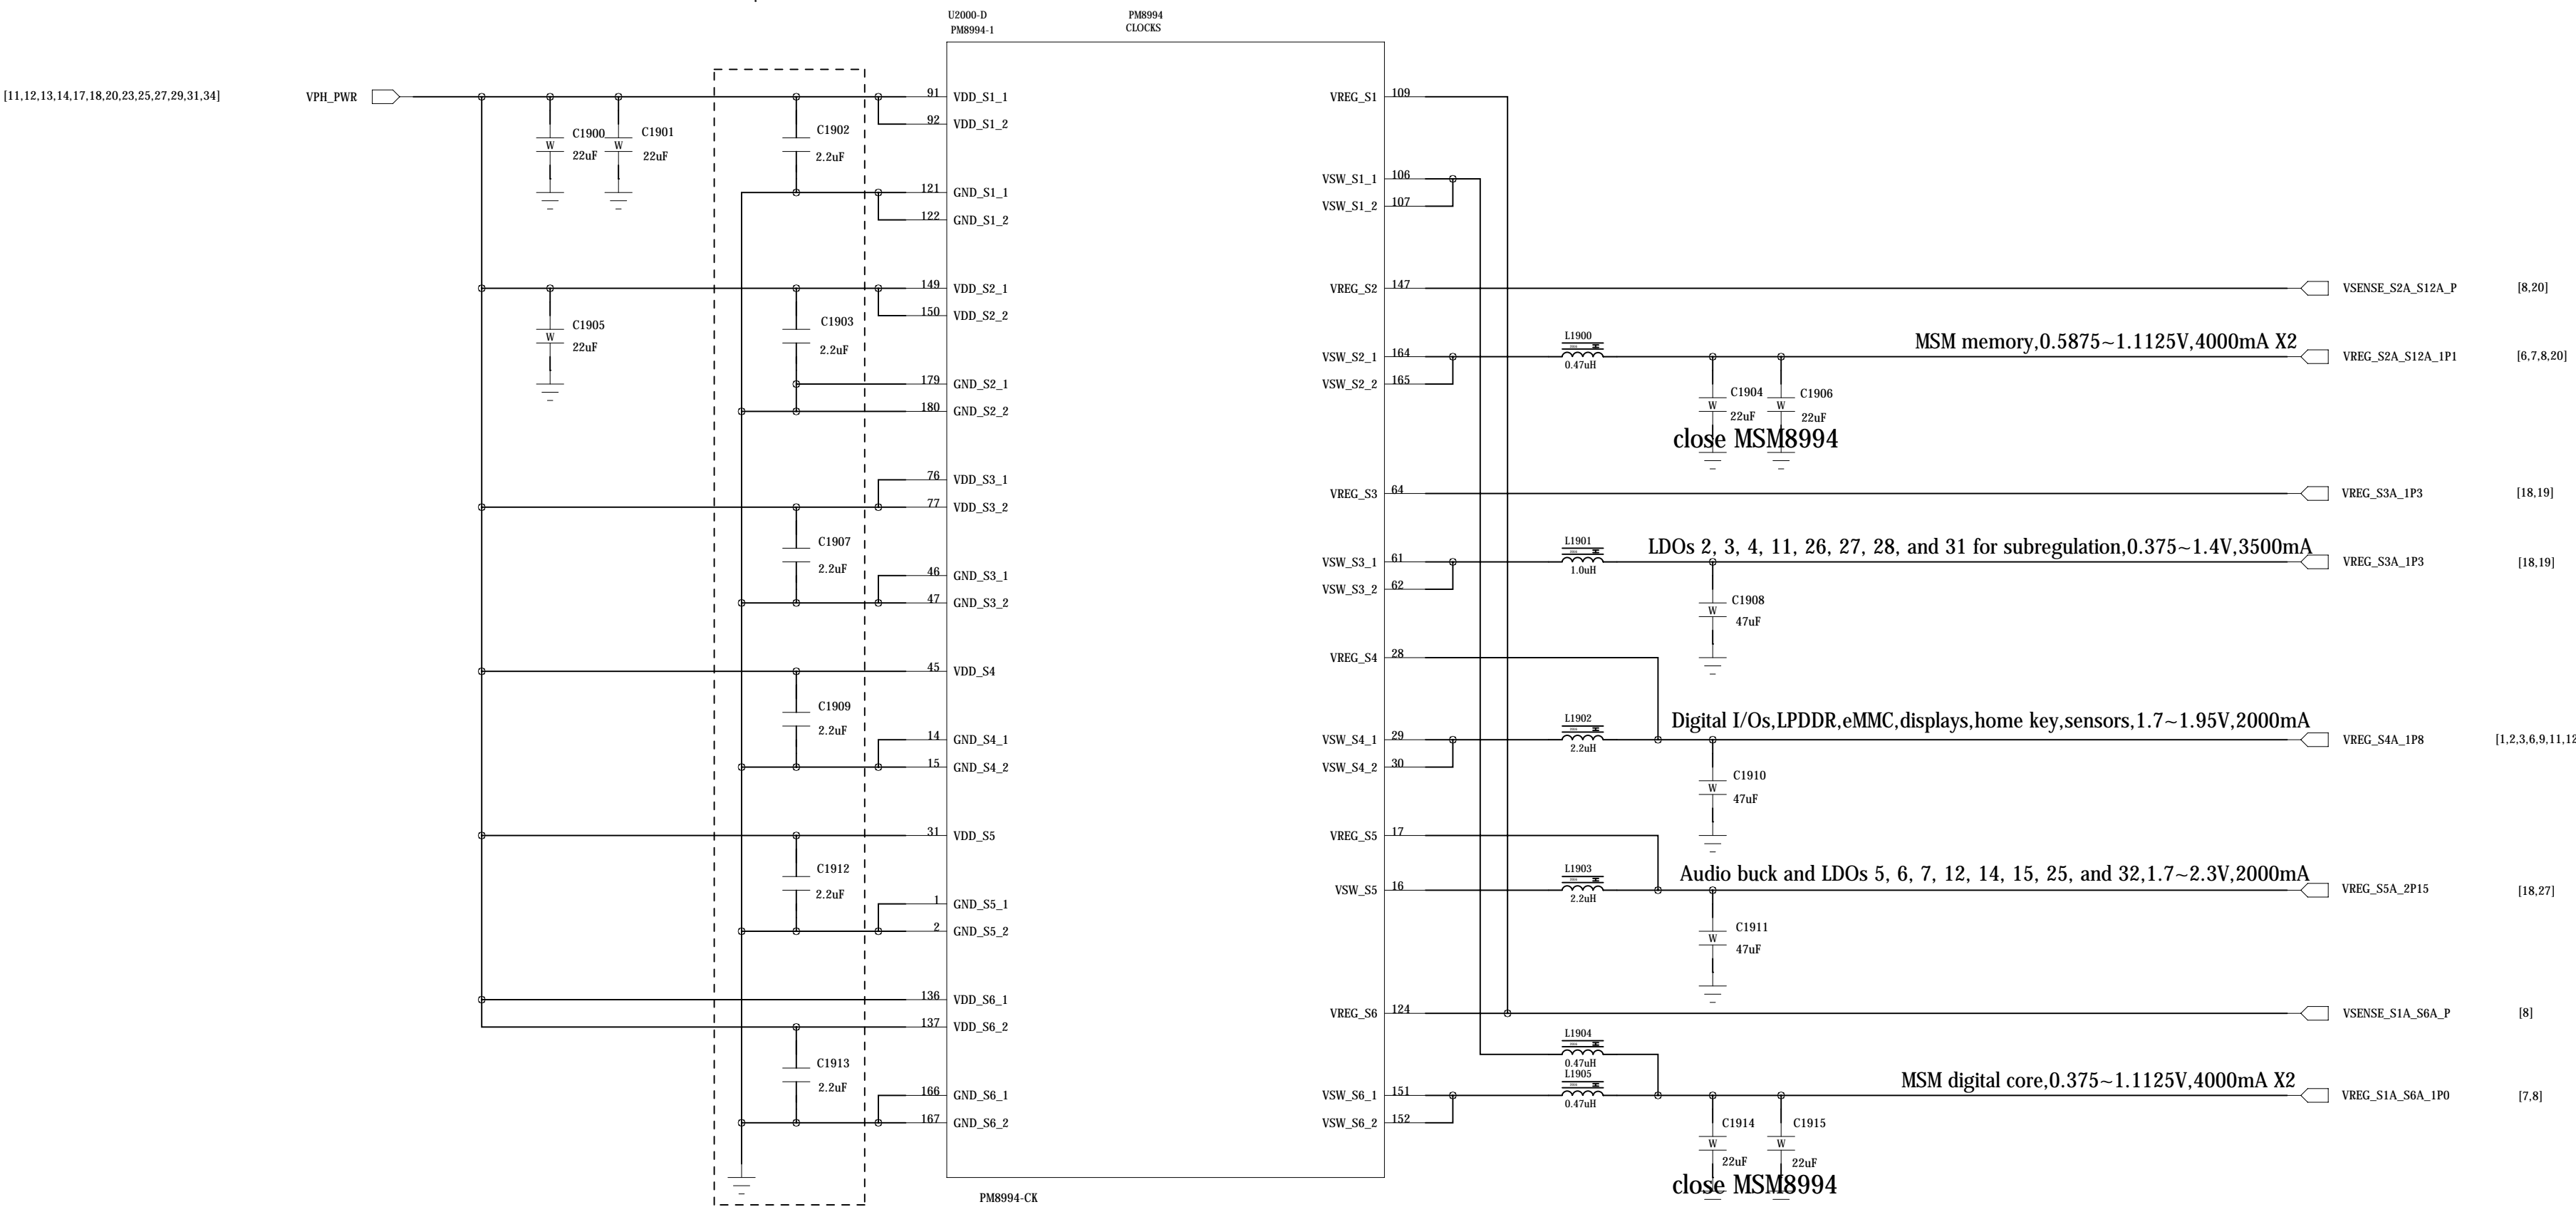 U2000-D
PM8994-1
PM8994
CLOCKS
[11,12,13,14,17,18,20,23,25,27,29,31,34]
VPH_PWR
C1900
W
22uF
C1901
W
22uF
C1902
2.2uF
91 VDD_S1_1
92 VDD_S1_2
121 GND_S1_1
122 GND_S1_2
C1905
W
22uF
C1903
2.2uF
149 VDD_S2_1
150 VDD_S2_2
179 GND_S2_1
180 GND_S2_2
76 VDD_S3_1
77 VDD_S3_2
C1907
2.2uF
46 GND_S3_1
47 GND_S3_2
45 VDD_S4
C1909
2.2uF
14 GND_S4_1
15 GND_S4_2
31 VDD_S5
C1912
2.2uF
1 GND_S5_1
2 GND_S5_2
136 VDD_S6_1
137 VDD_S6_2
C1913
2.2uF
166 GND_S6_1
167 GND_S6_2
PM8994-CK
VREG_S1 109
VSW_S1_1 106
VSW_S1_2 107
VREG_S2 147
VSENSE_S2A_S12A_P [8,20]
VSW_S2_1 164
VSW_S2_2 165
L1900
0.47uH
MSM memory,0.5875~1.1125V,4000mA X2
VREG_S2A_S12A_1P1 [6,7,8,20]
C1904
W
22uF
C1906
W
22uF
close MSM8994
VREG_S3 64
VREG_S3A_1P3 [18,19]
VSW_S3_1 61
VSW_S3_2 62
L1901
1.0uH
LDOs 2, 3, 4, 11, 26, 27, 28, and 31 for subregulation,0.375~1.4V,3500mA
VREG_S3A_1P3 [18,19]
C1908
W
47uF
VREG_S4 28
VSW_S4_1 29
VSW_S4_2 30
L1902
2.2uH
Digital I/Os,LPDDR,eMMC,displays,home key,sensors,1.7~1.95V,2000mA
VREG_S4A_1P8 [1,2,3,6,9,11,12
C1910
W
47uF
VREG_S5 17
VSW_S5 16
L1903
2.2uH
Audio buck and LDOs 5, 6, 7, 12, 14, 15, 25, and 32,1.7~2.3V,2000mA
VREG_S5A_2P15 [18,27]
C1911
W
47uF
VREG_S6 124
VSENSE_S1A_S6A_P [8]
L1904
0.47uH
L1905
0.47uH
VSW_S6_1 151
VSW_S6_2 152
MSM digital core,0.375~1.1125V,4000mA X2
VREG_S1A_S6A_1P0 [7,8]
C1914
W
22uF
C1915
W
22uF
close MSM8994